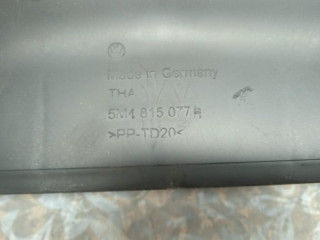 Made in Germany
THA
5M1 815 077
>PP-TD20<